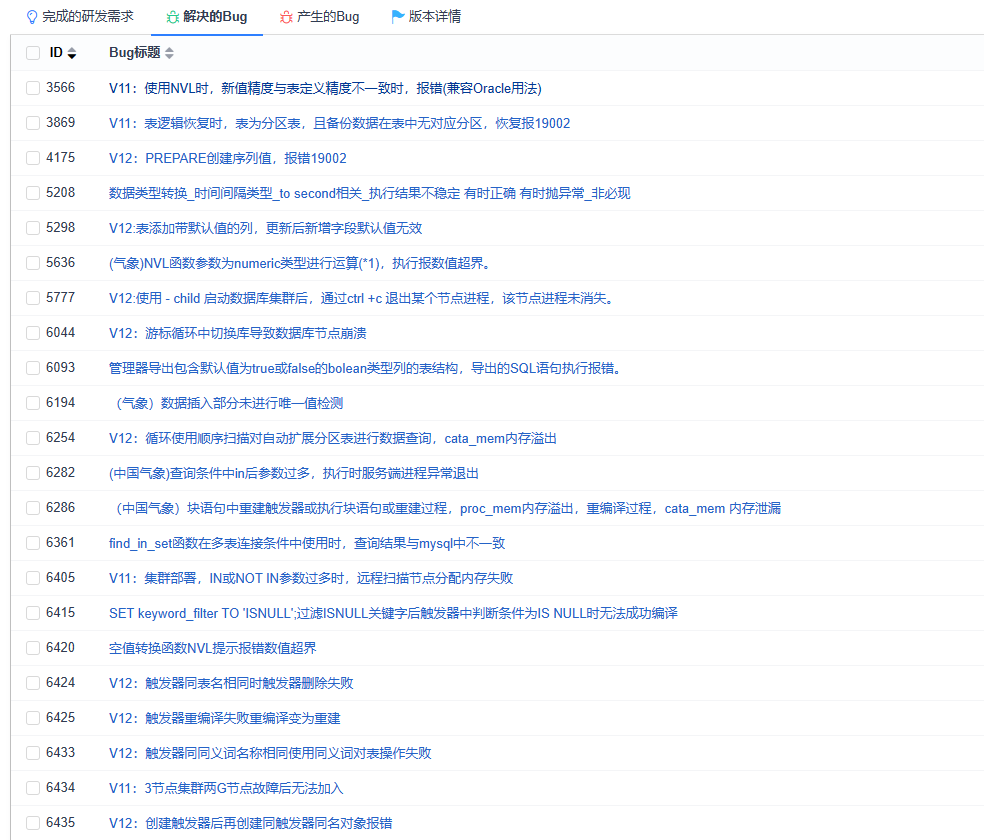 完成的研发需求 解决的Bug 产生的Bug 版本详情
ID Bug标题
3566 V11：使用NVL时，新值精度与表定义精度不一致时，报错(兼容Oracle用法)
3869 V11：表逻辑恢复时，表为分区表，且备份数据在表中无对应分区，恢复报19002
4175 V12：PREPARE创建序列值，报错19002
5208 数据类型转换_时间间隔类型_to second相关_执行结果不稳定 有时正确 有时抛异常_非必现
5298 V12:表添加带默认值的列，更新后新增字段默认值无效
5636 (气象)NVL函数参数为numeric类型进行运算(*1)，执行报数值超界。
5777 V12:使用 - child 启动数据库集群后，通过ctrl +c 退出某个节点进程，该节点进程未消失。
6044 V12：游标循环中切换库导致数据库节点崩溃
6093 管理器导出包含默认值为true或false的bolean类型列的表结构，导出的SQL语句执行报错。
6194 （气象）数据插入部分未进行唯一值检测
6254 V12：循环使用顺序扫描对自动扩展分区表进行数据查询，cata_mem内存溢出
6282 (中国气象)查询条件中in后参数过多，执行时服务端进程异常退出
6286 （中国气象）块语句中重建触发器或执行块语句或重建过程，proc_mem内存溢出，重编译过程，cata_mem 内存泄漏
6361 find_in_set函数在多表连接条件中使用时，查询结果与mysql中不一致
6405 V11：集群部署，IN或NOT IN参数过多时，远程扫描节点分配内存失败
6415 SET keyword_filter TO 'ISNULL';过滤ISNULL关键字后触发器中判断条件为IS NULL时无法成功编译
6420 空值转换函数NVL提示报错数值超界
6424 V12：触发器同表名相同时触发器删除失败
6425 V12：触发器重编译失败重编译变为重建
6433 V12：触发器同同义词名称相同使用同义词对表操作失败
6434 V11：3节点集群两G节点故障后无法加入
6435 V12：创建触发器后再创建同触发器同名对象报错